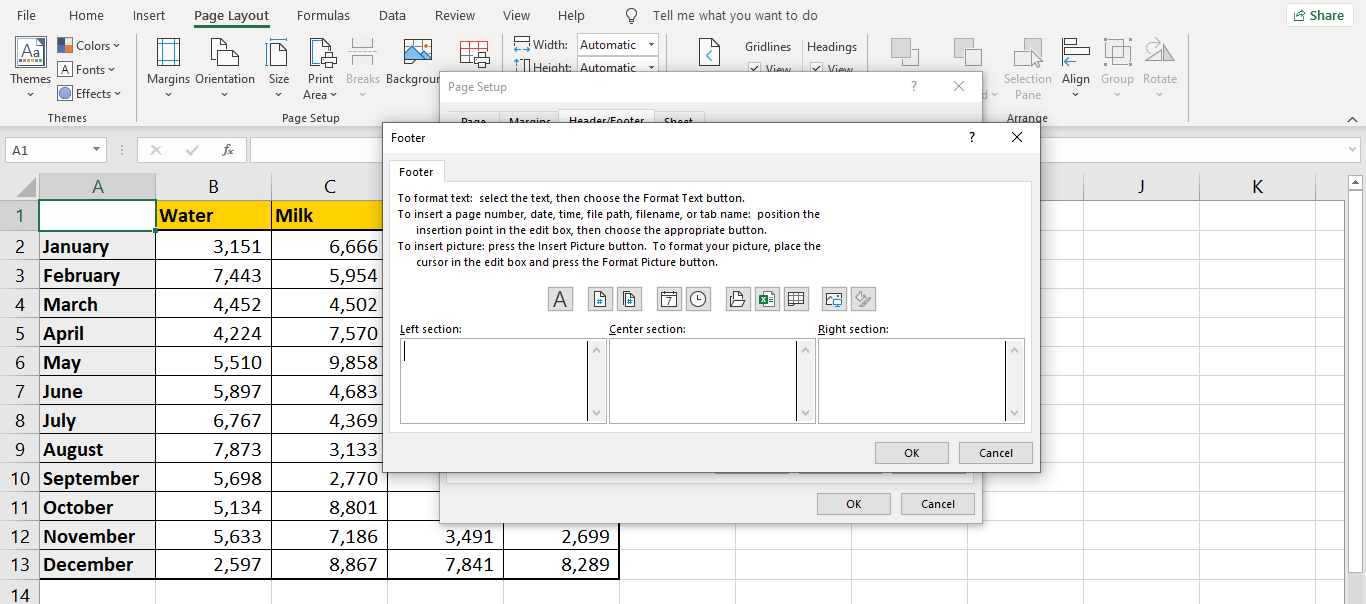 File Home Insert Page Layout Formulas Data Review View Help Tell me what you want to do Share
Aa Colors Width: Automatic Gridlines Headings
A Fonts Height: Automatic View View
Themes Effects Margins Orientation Size Print Area Breaks Selection Pane Align Group Rotate
Themes Page Setup Arrange
Page Setup ? ×
Page Margins Header/Footer Sheet
Footer ? ×
A1 fx
Footer
To format text: select the text, then choose the Format Text button.
To insert a page number, date, time, file path, filename, or tab name: position the
insertion point in the edit box, then choose the appropriate button.
To insert picture: press the Insert Picture button. To format your picture, place the
cursor in the edit box and press the Format Picture button.
A # # 7
Left section: Center section: Right section:
OK Cancel
OK Cancel
A B C J K
1 Water Milk
2 January 3,151 6,666
3 February 7,443 5,954
4 March 4,452 4,502
5 April 4,224 7,570
6 May 5,510 9,858
7 June 5,897 4,683
8 July 6,767 4,369
9 August 7,873 3,133
10 September 5,698 2,770
11 October 5,134 8,801
12 November 5,633 7,186 3,491 2,699
13 December 2,597 8,867 7,841 8,289
14